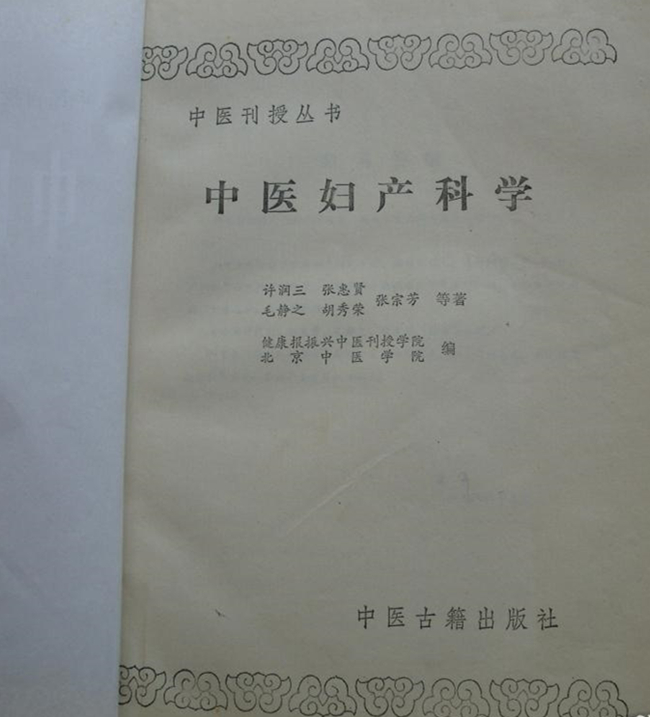 中医刊授丛书
中医妇产科学
许润三 张惠贤
毛静之 胡秀荣 张宗芳 等著
健康报振兴中医刊授学院
北京中医学院 编
中医古籍出版社